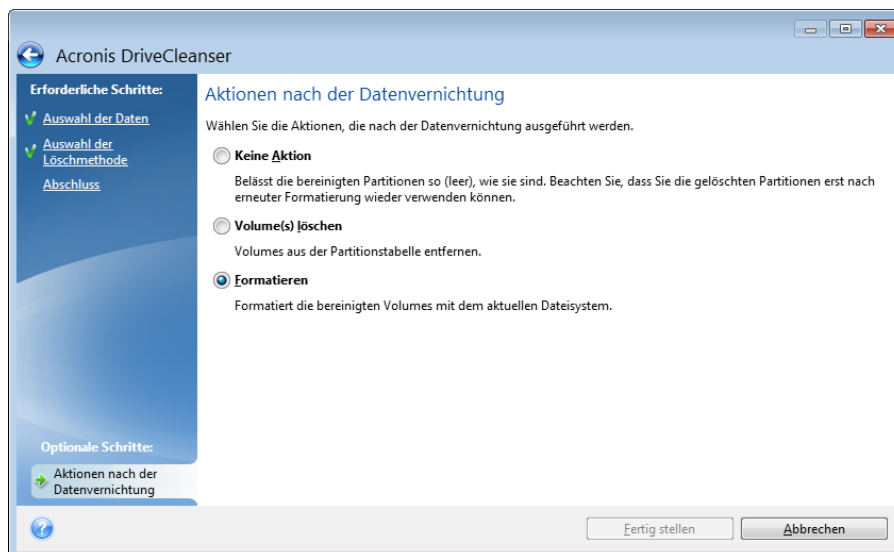 Acronis DriveCleanser
Erforderliche Schritte:
Auswahl der Daten
Auswahl der
Löschmethode
Abschluss
Optionale Schritte:
Aktionen nach der
Datenvernichtung
Aktionen nach der Datenvernichtung
Wählen Sie die Aktionen, die nach der Datenvernichtung ausgeführt werden.
Keine Aktion
Belässt die bereinigten Partitionen so (leer), wie sie sind. Beachten Sie, dass Sie die gelöschten Partitionen erst nach
erneuter Formatierung wieder verwenden können.
Volume(s) löschen
Volumes aus der Partitionstabelle entfernen.
Formatieren
Formatiert die bereinigten Volumes mit dem aktuellen Dateisystem.
Fertig stellen
Abbrechen